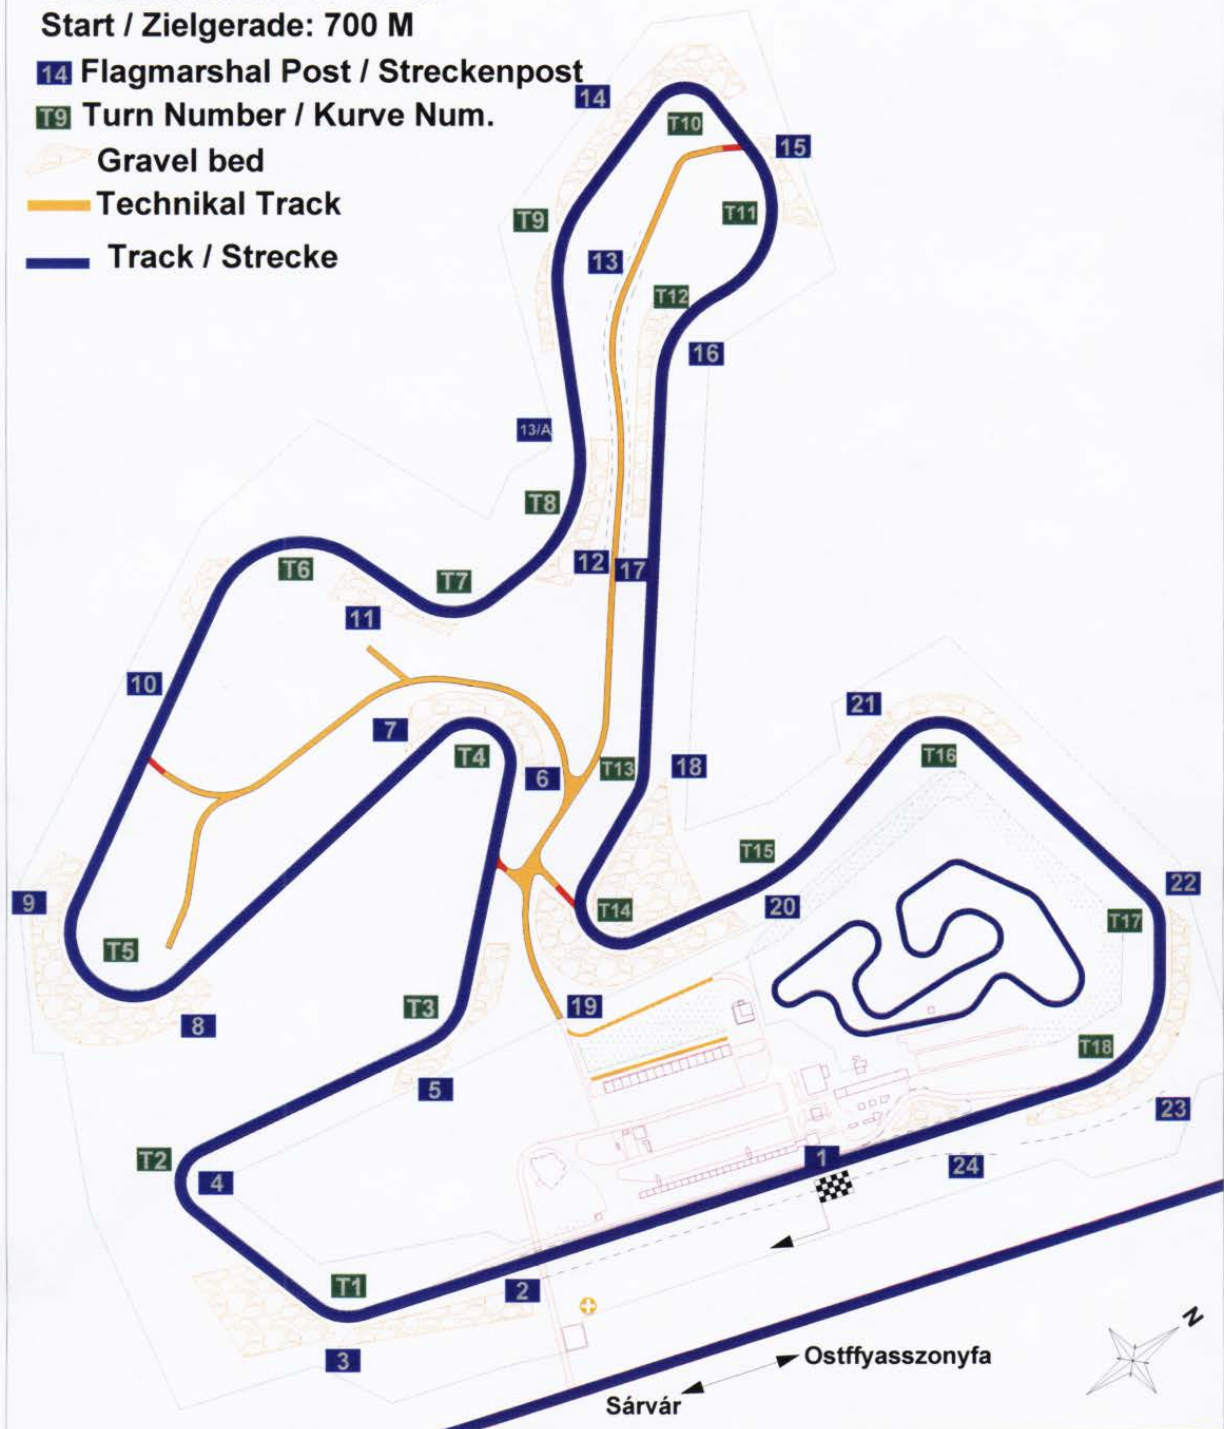 Start / Zielgerade: 700 M
14 Flagmarshal Post / Streckenpost
T9 Turn Number / Kurve Num.
Gravel bed
Technikal Track
Track / Strecke
14
T10
15
T9
T11
13
T12
16
13/A
T8
12
17
T6
T7
11
10
7
T4
6
T13
18
21
T16
T15
9
T5
T14
20
22
T17
8
T3
19
5
T18
T2
4
1
24
23
T1
2
3
N
Ostffyasszonyfa
Sárvár